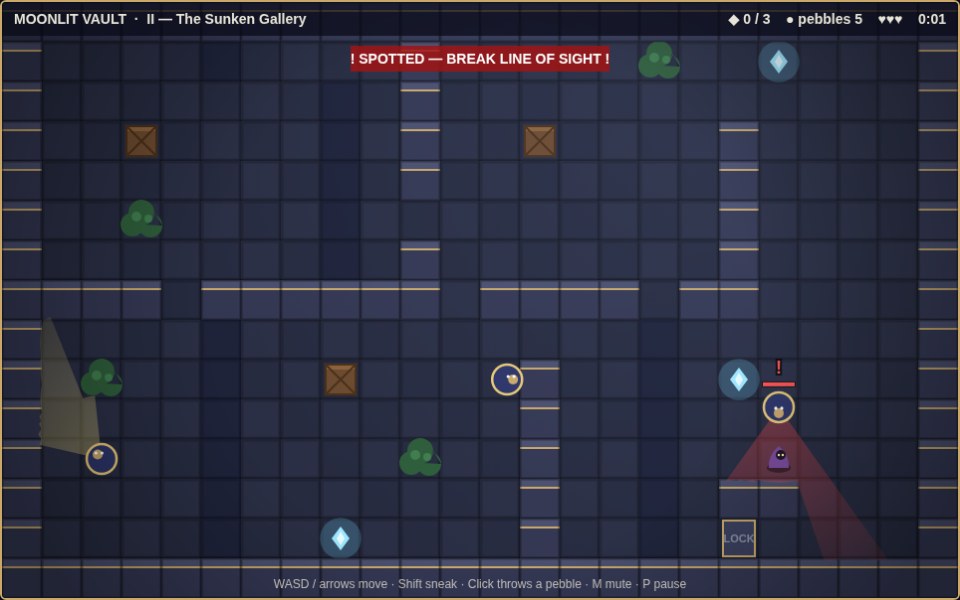 MOONLIT VAULT · II — The Sunken Gallery
◆ 0 / 3 ● pebbles 5 ♥♥♥ 0:01
! SPOTTED — BREAK LINE OF SIGHT !
!
LOCK
WASD / arrows move · Shift sneak · Click throws a pebble · M mute · P pause